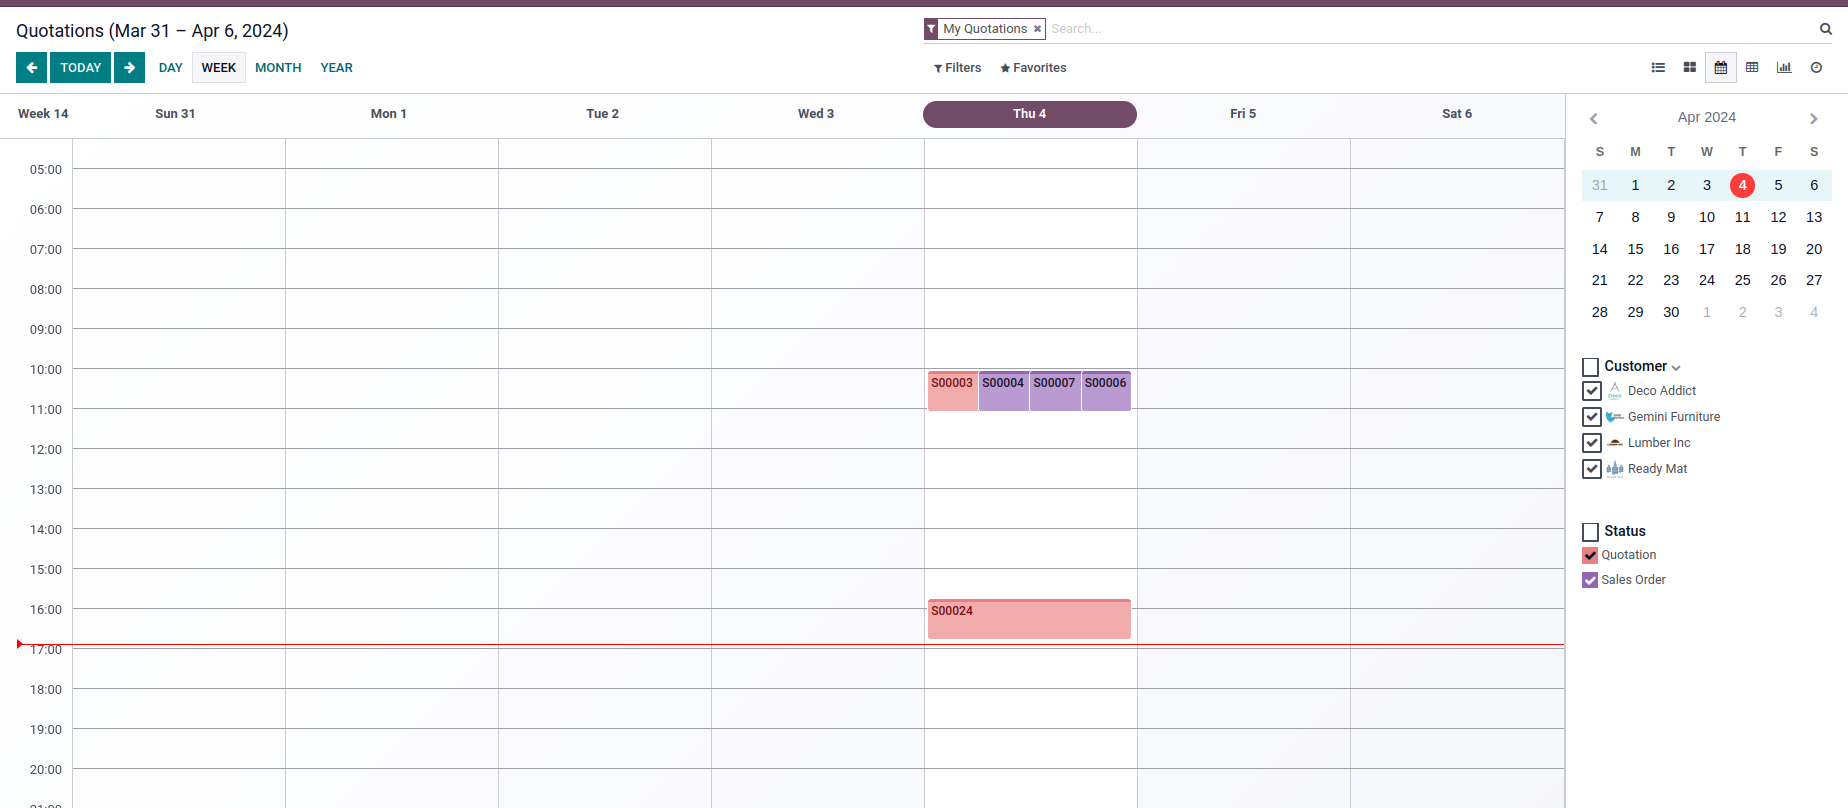 Quotations (Mar 31 – Apr 6, 2024)
My Quotations ×
Search...
TODAY DAY WEEK MONTH YEAR
Filters Favorites
Week 14 Sun 31 Mon 1 Tue 2 Wed 3 Thu 4 Fri 5 Sat 6
05:00
06:00
07:00
08:00
09:00
10:00
S00003 S00004 S00007 S00006
11:00
12:00
13:00
14:00
15:00
16:00
S00024
17:00
18:00
19:00
20:00
21:00
Apr 2024
S M T W T F S
31 1 2 3 4 5 6
7 8 9 10 11 12 13
14 15 16 17 18 19 20
21 22 23 24 25 26 27
28 29 30 1 2 3 4
Customer
Deco Addict
Gemini Furniture
Lumber Inc
Ready Mat
Status
Quotation
Sales Order